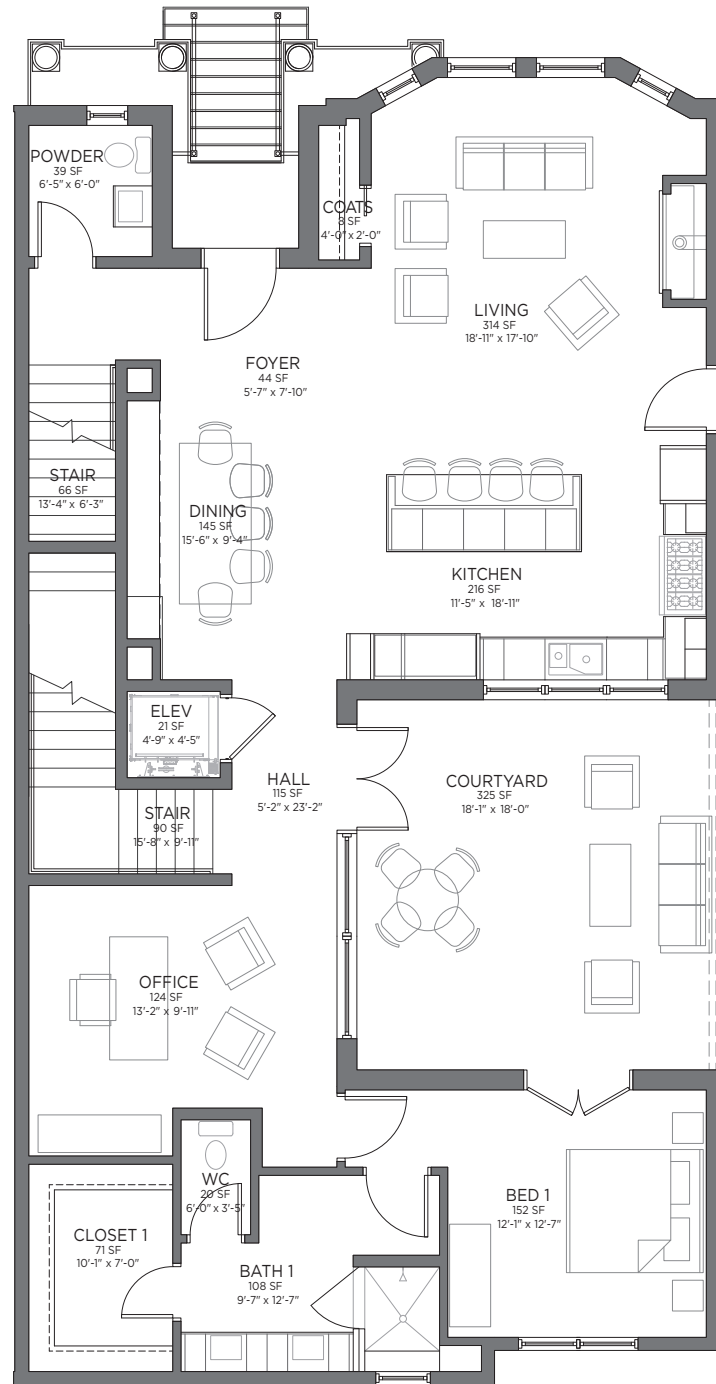 POWDER
39 SF
6'-5" x 6'-0"
COATS
8 SF
4'-0" x 2'-0"
LIVING
314 SF
18'-11" x 17'-10"
FOYER
44 SF
5'-7" x 7'-10"
STAIR
66 SF
13'-4" x 6'-3"
DINING
145 SF
15'-6" x 9'-4"
KITCHEN
216 SF
11'-5" x 18'-11"
ELEV
21 SF
4'-9" x 4'-5"
HALL
115 SF
5'-2" x 23'-2"
COURTYARD
325 SF
18'-1" x 18'-0"
STAIR
90 SF
15'-8" x 9'-11"
OFFICE
124 SF
13'-2" x 9'-11"
WC
20 SF
6'-0" x 3'-5"
BED 1
152 SF
12'-1" x 12'-7"
CLOSET 1
71 SF
10'-1" x 7'-0"
BATH 1
108 SF
9'-7" x 12'-7"